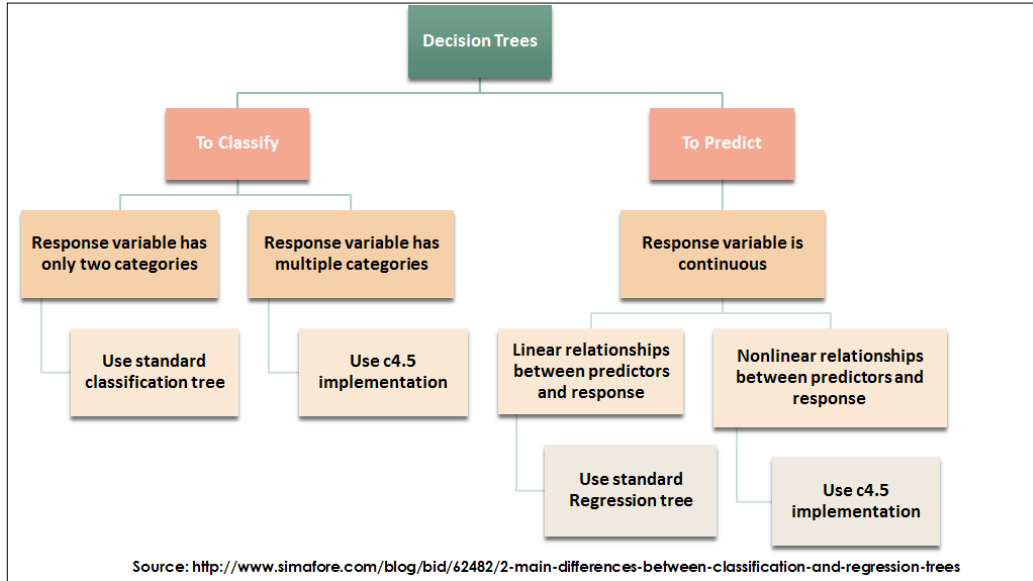 Decision Trees
To Classify
To Predict
Response variable has
only two categories
Response variable has
multiple categories
Response variable is
continuous
Use standard
classification tree
Use c4.5
implementation
Linear relationships
between predictors
and response
Nonlinear relationships
between predictors and
response
Use standard
Regression tree
Use c4.5
implementation
Source: http://www.simafore.com/blog/bid/62482/2-main-differences-between-classification-and-regression-trees